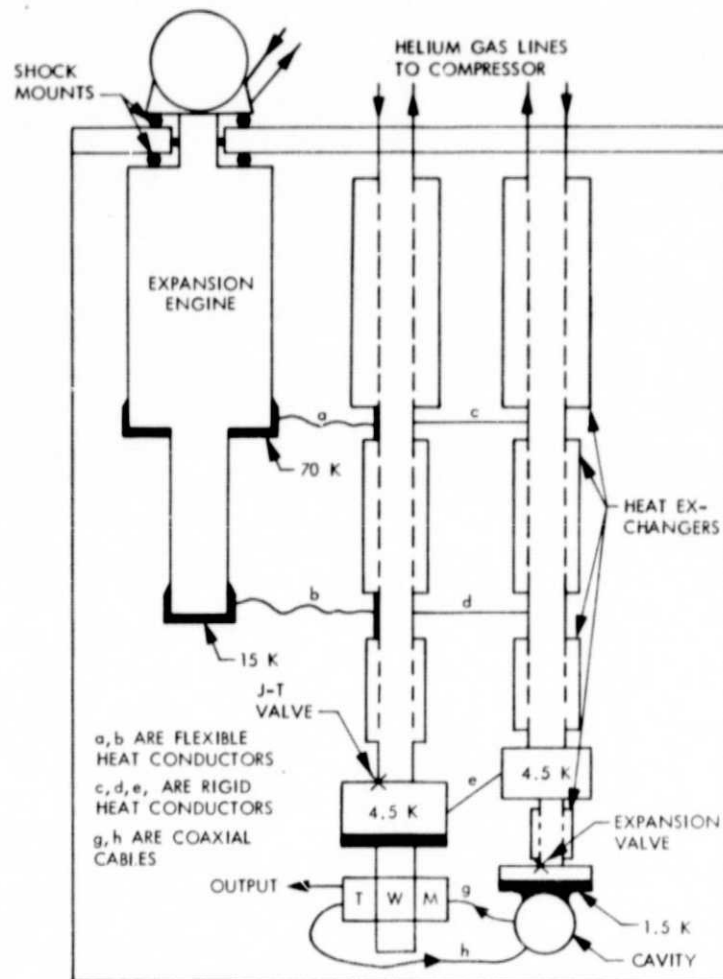 SHOCK
MOUNTS
HELIUM GAS LINES
TO COMPRESSOR
EXPANSION
ENGINE
a
c
70 K
HEAT EX-
CHANGERS
b
d
15 K
J-T
VALVE
a,b ARE FLEXIBLE
HEAT CONDUCTORS
c,d,e, ARE RIGID
HEAT CONDUCTORS
g,h ARE COAXIAL
CABLES
4.5 K
e
4.5 K
EXPANSION
VALVE
OUTPUT
T W M
g
1.5 K
h
CAVITY